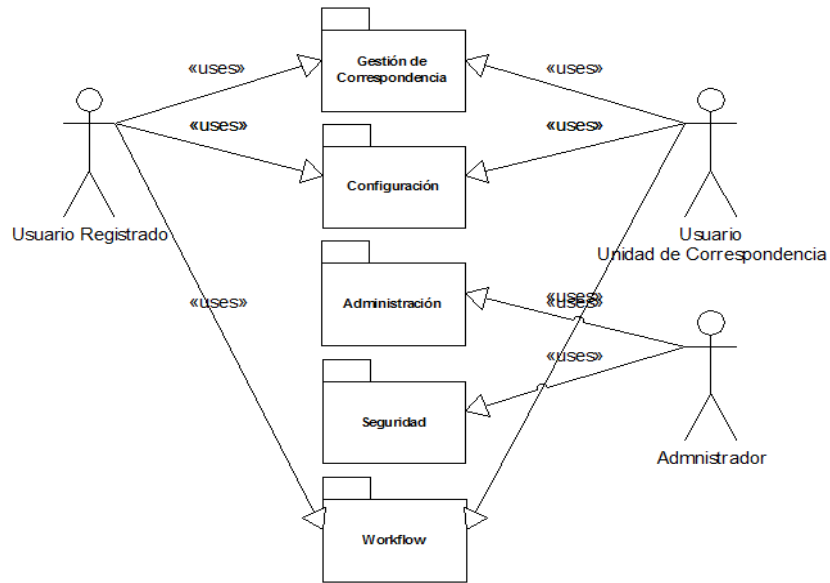 Gestión de
Correspondencia
«uses»
«uses»
«uses»
«uses»
Configuración
Usuario Registrado
Usuario
Unidad de Correspondencia
Administración
«uses»
«uses»
«uses»
«uses»
Seguridad
Admnistrador
Workflow